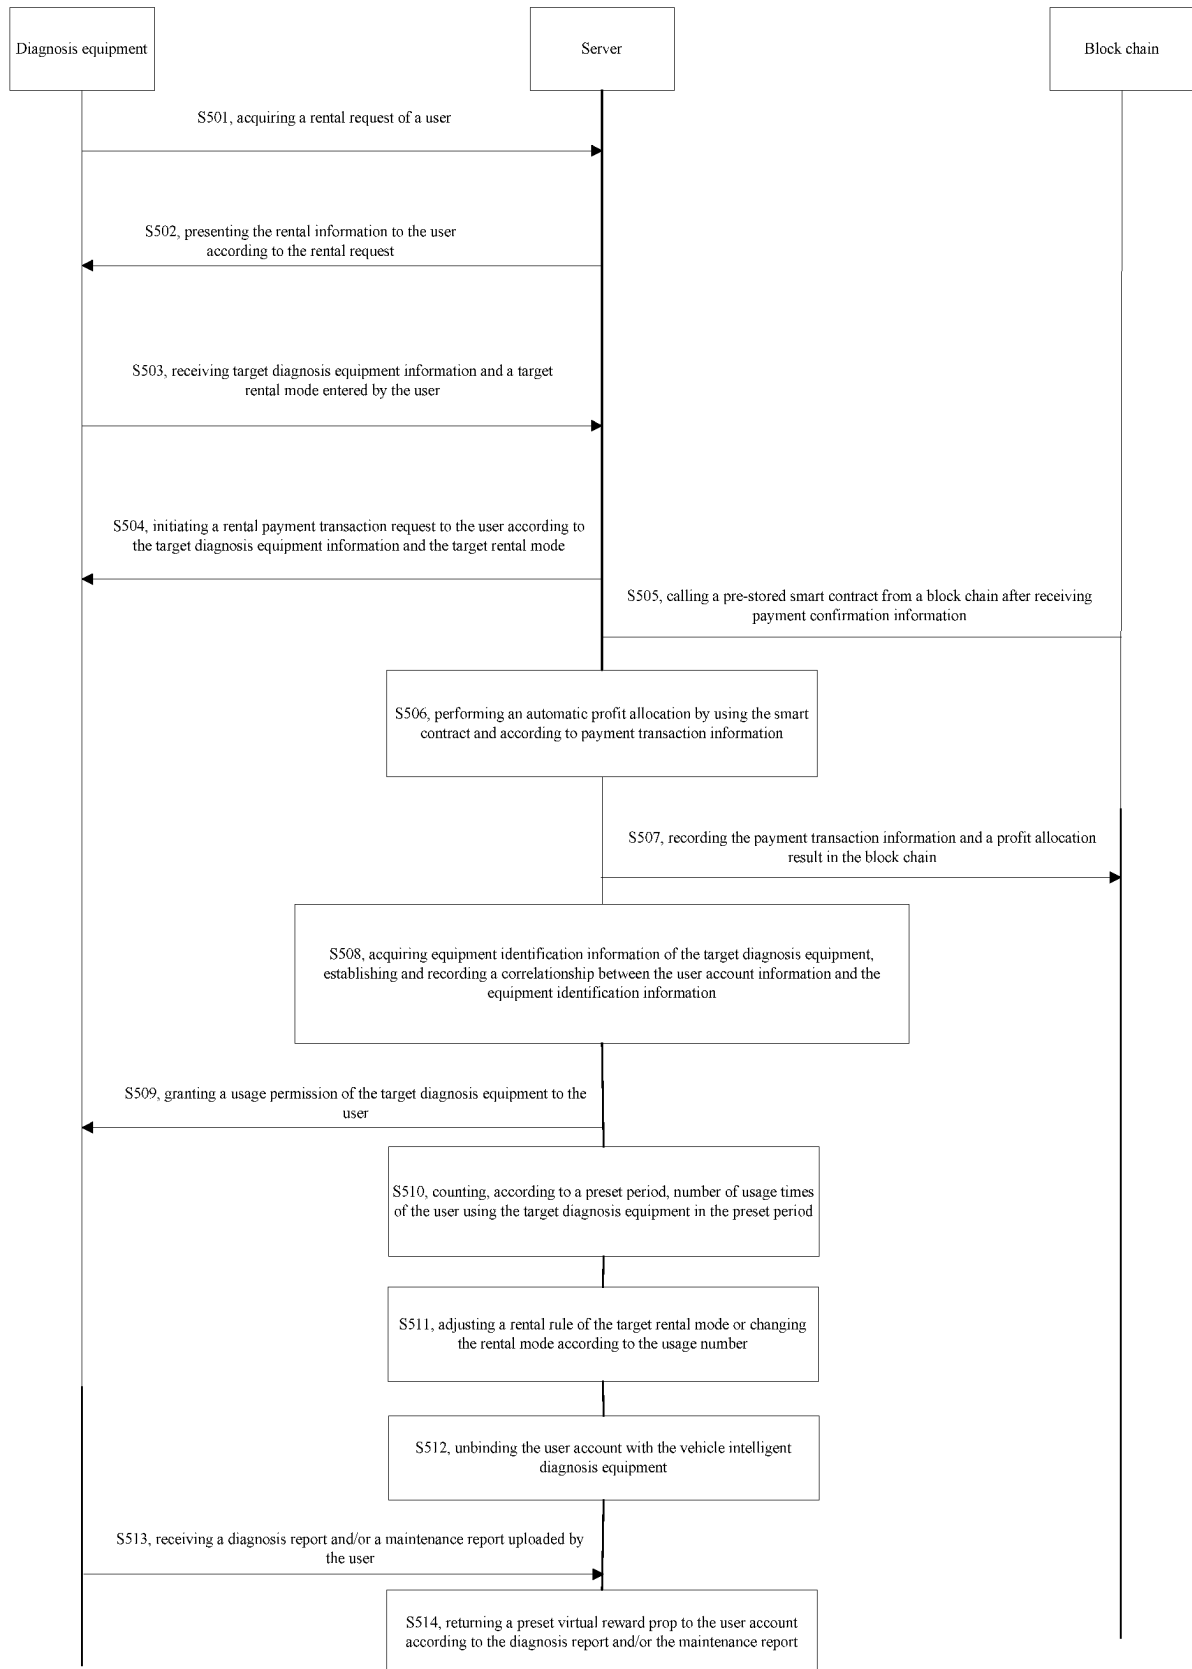 Diagnosis equipment
Server
Block chain
S501, acquiring a rental request of a user
S502, presenting the rental information to the user
according to the rental request
S503, receiving target diagnosis equipment information and a target
rental mode entered by the user
S504, initiating a rental payment transaction request to the user according to
the target diagnosis equipment information and the target rental mode
S505, calling a pre-stored smart contract from a block chain after receiving
payment confirmation information
S506, performing an automatic profit allocation by using the smart
contract and according to payment transaction information
S507, recording the payment transaction information and a profit allocation
result in the block chain
S508, acquiring equipment identification information of the target diagnosis equipment,
establishing and recording a correlationship between the user account information and the
equipment identification information
S509, granting a usage permission of the target diagnosis equipment to the
user
S510, counting, according to a preset period, number of usage times
of the user using the target diagnosis equipment in the preset period
S511, adjusting a rental rule of the target rental mode or changing
the rental mode according to the usage number
S512, unbinding the user account with the vehicle intelligent
diagnosis equipment
S513, receiving a diagnosis report and/or a maintenance report uploaded by
the user
S514, returning a preset virtual reward prop to the user account
according to the diagnosis report and/or the maintenance report